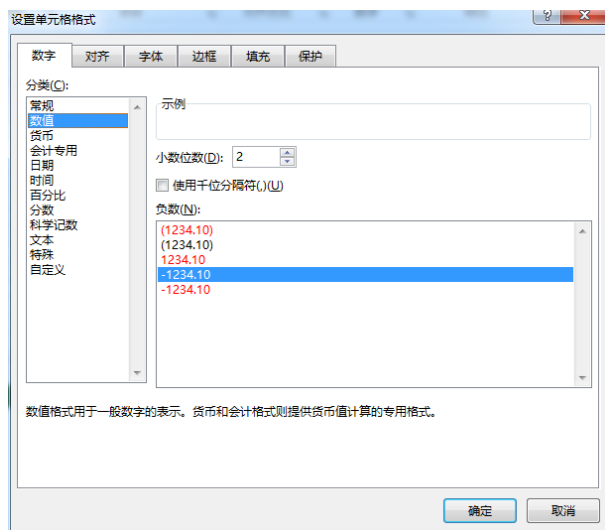 设置单元格格式
数字 对齐 字体 边框 填充 保护
分类(C):
常规
数值
货币
会计专用
日期
时间
百分比
分数
科学记数
文本
特殊
自定义
示例
小数位数(D): 2
使用千位分隔符(,)(U)
负数(N):
(1234.10)
(1234.10)
1234.10
-1234.10
-1234.10
数值格式用于一般数字的表示。货币和会计格式则提供货币值计算的专用格式。
确定 取消